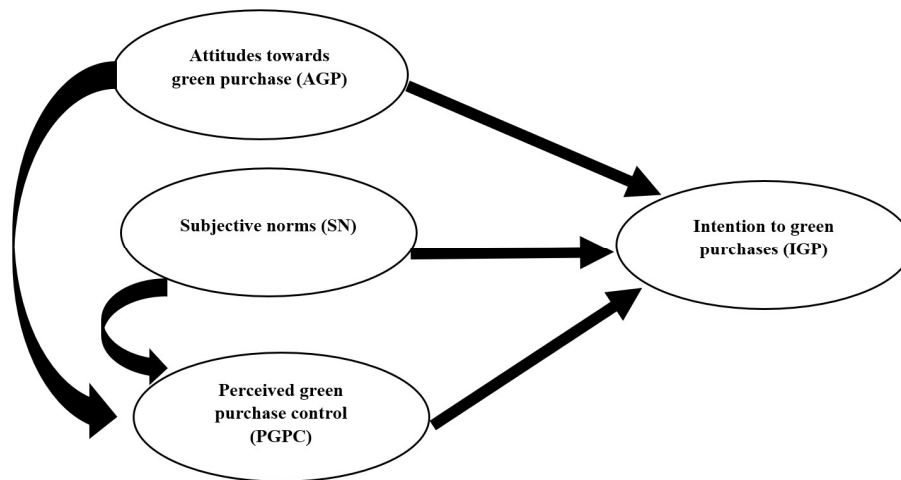 Attitudes towards
green purchase (AGP)
Subjective norms (SN)
Intention to green
purchases (IGP)
Perceived green
purchase control
(PGPC)